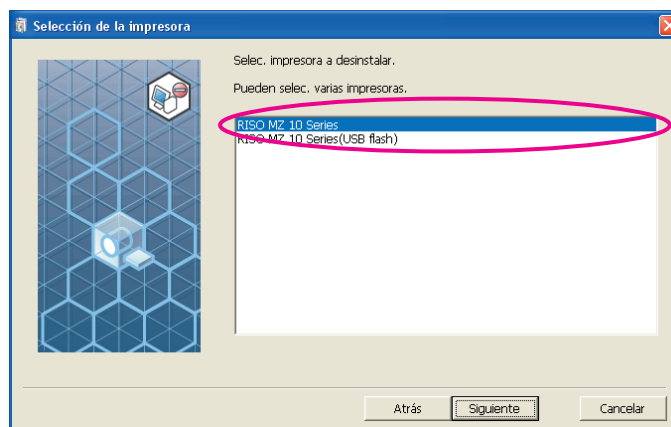 Selección de la impresora
Selec. impresora a desinstalar.
Pueden selec. varias impresoras.
RISO MZ 10 Series
RISO MZ 10 Series(USB flash)
Atrás
Siguiente
Cancelar